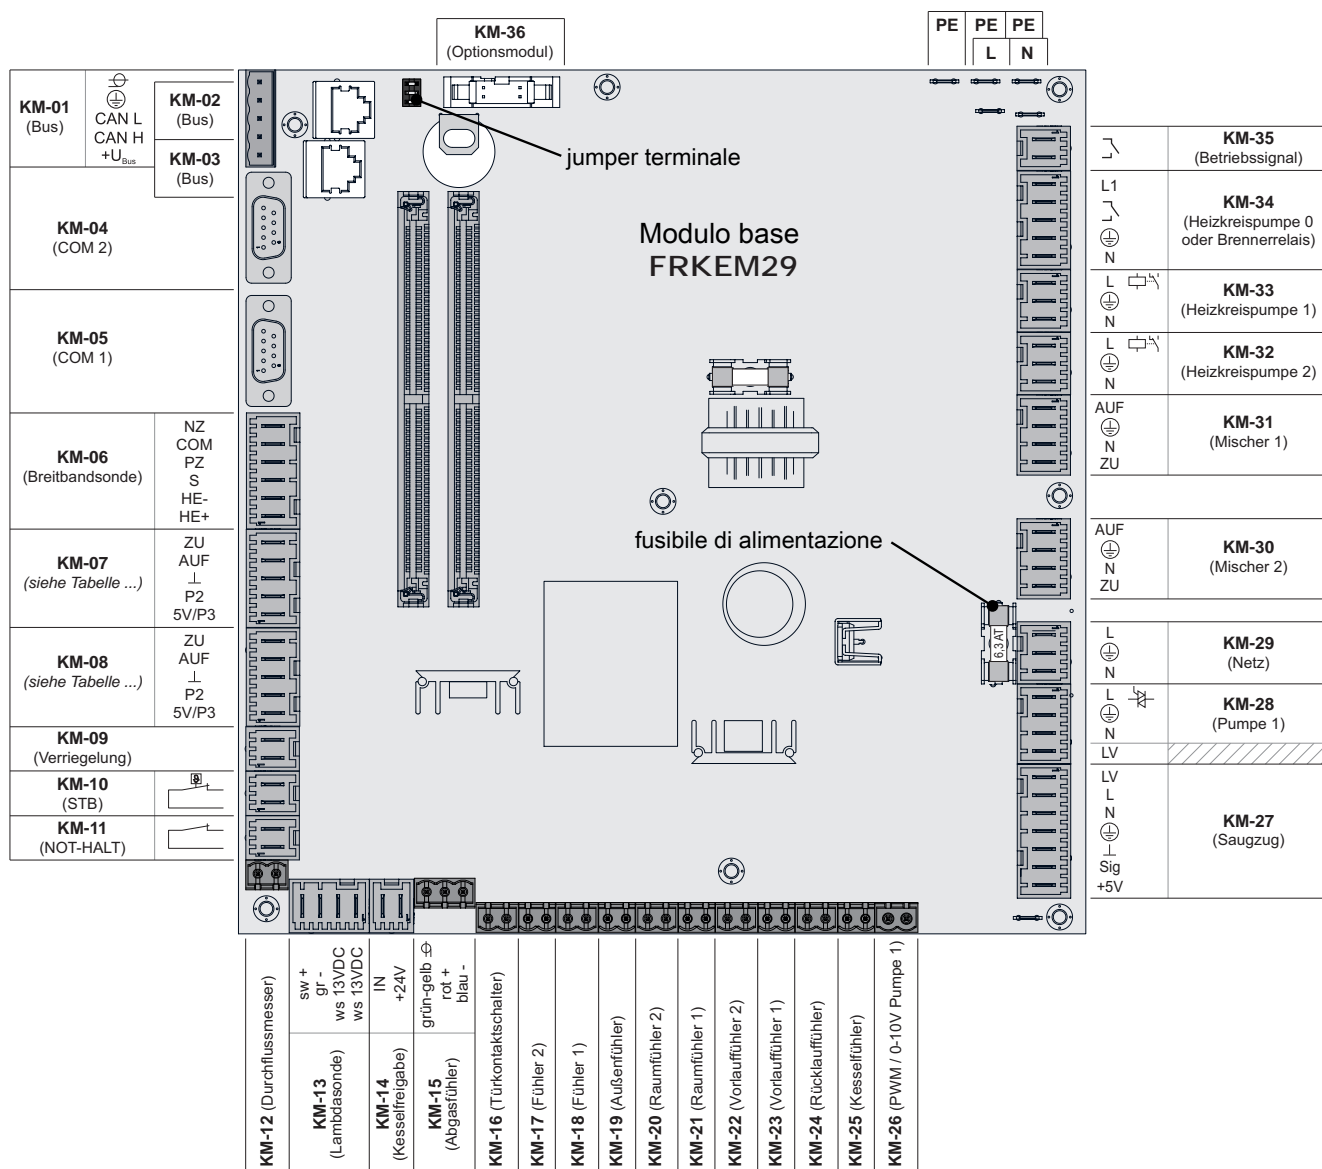 KM-36
(Optionsmodul)
PE PE PE
L N
KM-01
(Bus)
CAN L
CAN H
+U Bus
KM-02
(Bus)
KM-03
(Bus)
KM-04
(COM 2)
KM-05
(COM 1)
KM-06
(Breitbandsonde)
NZ
COM
PZ
S
HE-
HE+
KM-07
(siehe Tabelle ...)
ZU
AUF
⊥
P2
5V/P3
KM-08
(siehe Tabelle ...)
ZU
AUF
⊥
P2
5V/P3
KM-09
(Verriegelung)
KM-10
(STB)
KM-11
(NOT-HALT)
jumper terminale
Modulo base
FRKEM29
fusibile di alimentazione
6,3 AT
KM-35
(Betriebssignal)
L1
N
KM-34
(Heizkreispumpe 0
oder Brennerrelais)
L
N
KM-33
(Heizkreispumpe 1)
L
N
KM-32
(Heizkreispumpe 2)
AUF
N
ZU
KM-31
(Mischer 1)
AUF
N
ZU
KM-30
(Mischer 2)
L
N
KM-29
(Netz)
L
N
LV
KM-28
(Pumpe 1)
LV
L
N
⊥
Sig
+5V
KM-27
(Saugzug)
KM-12 (Durchflussmesser)
sw +
gr -
ws 13VDC
ws 13VDC
KM-13
(Lambdasonde)
IN
+24V
KM-14
(Kesselfreigabe)
grün-gelb
rot +
blau -
KM-15
(Abgasfühler)
KM-16 (Türkontaktschalter)
KM-17 (Fühler 2)
KM-18 (Fühler 1)
KM-19 (Außenfühler)
KM-20 (Raumfühler 2)
KM-21 (Raumfühler 1)
KM-22 (Vorlauffühler 2)
KM-23 (Vorlauffühler 1)
KM-24 (Rücklauffühler)
KM-25 (Kesselfühler)
KM-26 (PWM / 0-10V Pumpe 1)